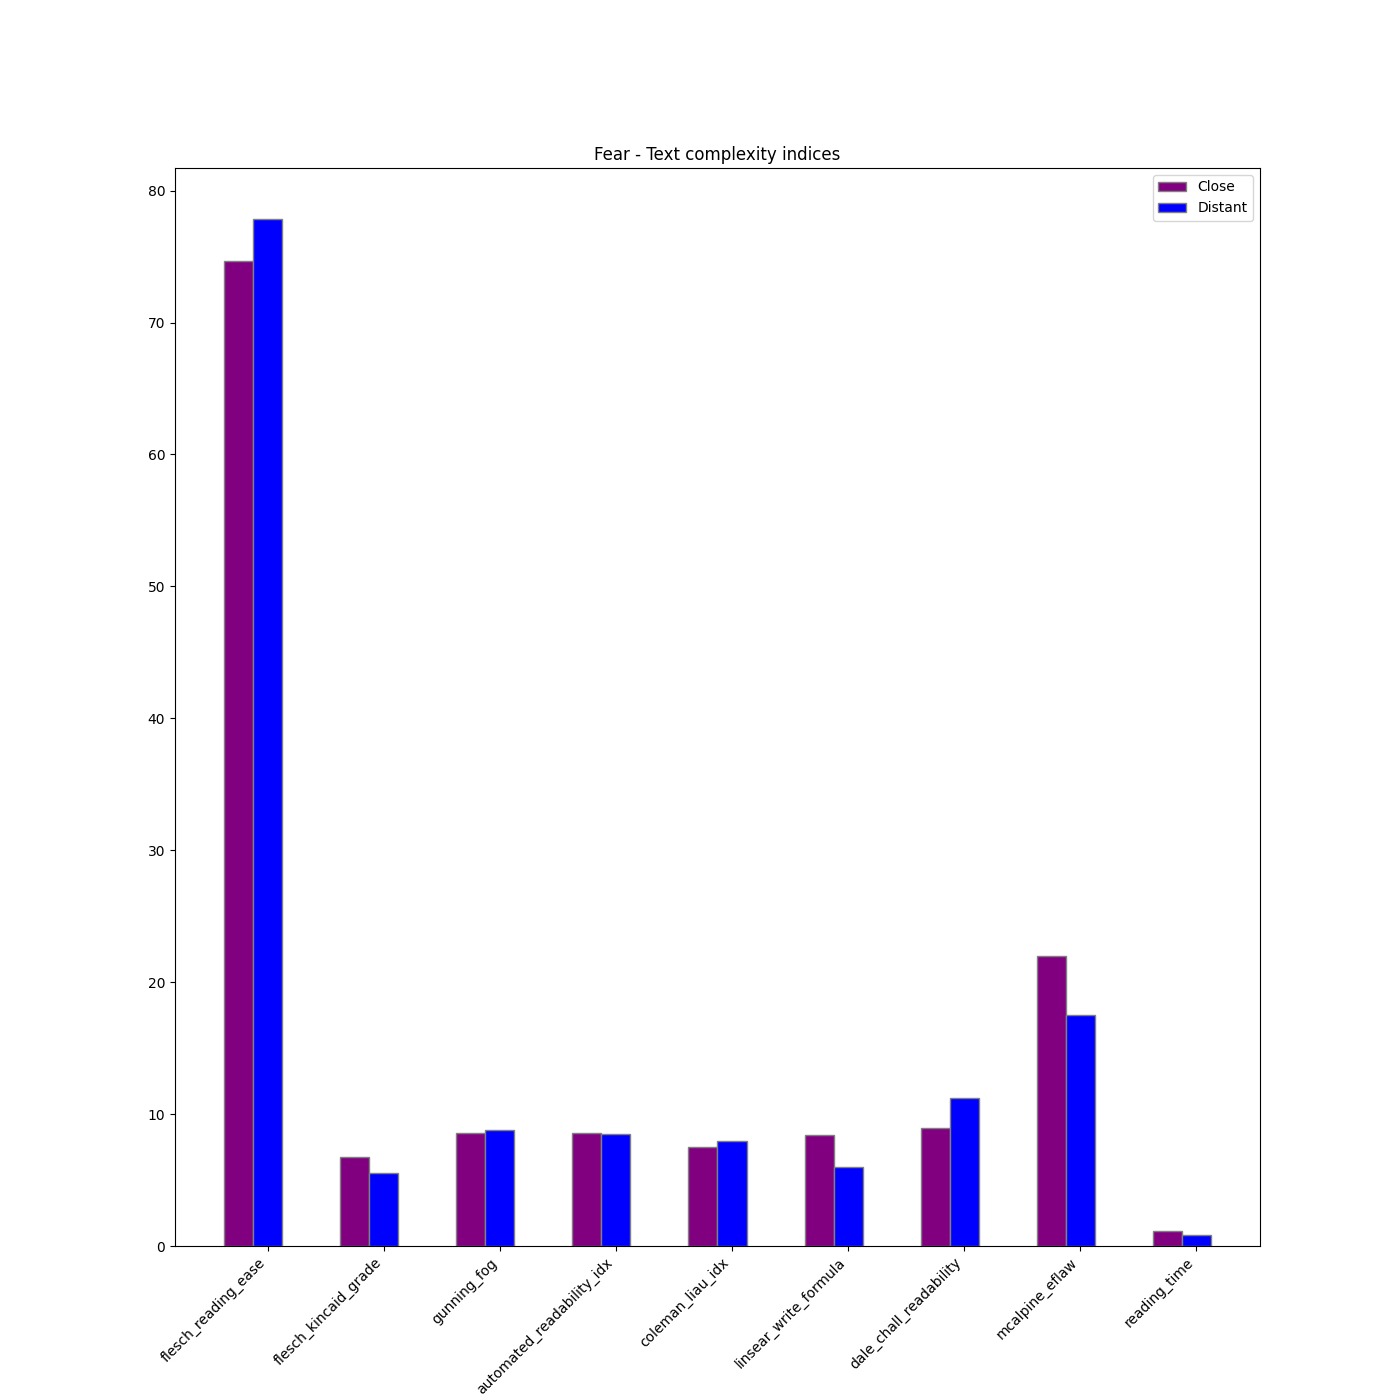 Fear - Text complexity indices
Close
Distant
80
70
60
50
40
30
20
10
0
flesch_reading_ease
flesch_kincaid_grade
gunning_fog
automated_readability_idx
coleman_liau_idx
linsear_write_formula
dale_chall_readability
mcalpine_eflaw
reading_time